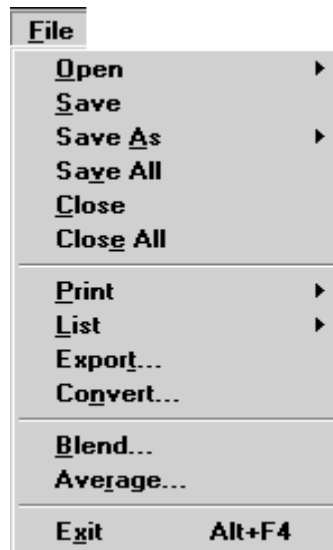 File
Open
Save
Save As
Save All
Close
Close All
Print
List
Export...
Convert...
Blend...
Average...
Exit Alt+F4